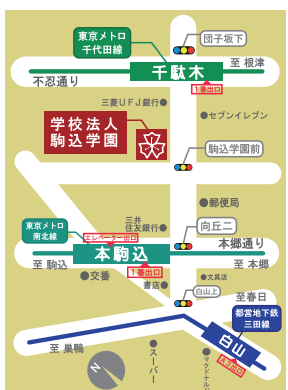 東京メトロ
千代田線
団子坂下
千駄木
至 根津
不忍通り
1番出口
三菱UFJ銀行
セブンイレブン
学校法人
駒込学園
駒込学園前
郵便局
東京メトロ
南北線
エレベーター出口
三井
住友銀行
向丘二
本郷通り
本駒込
至 駒込
至 本郷
1番出口
交番
書店
文具店
白山上
至春日
都営地下鉄
三田線
白山
至 巣鴨
スーパー
マクドナルド
N